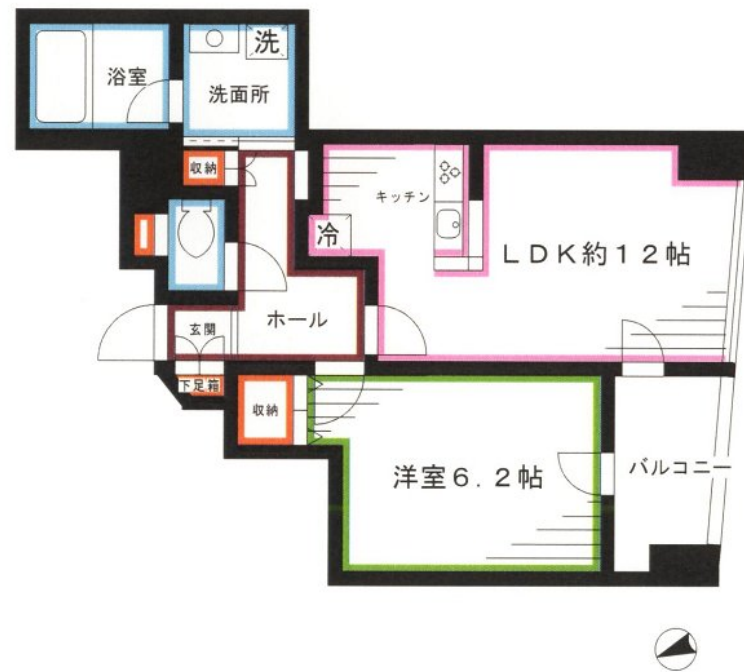 洗
浴室
洗面所
収納
キッチン
冷
LDK約12帖
ホール
玄関
下足箱
収納
洋室6.2帖
バルコニー